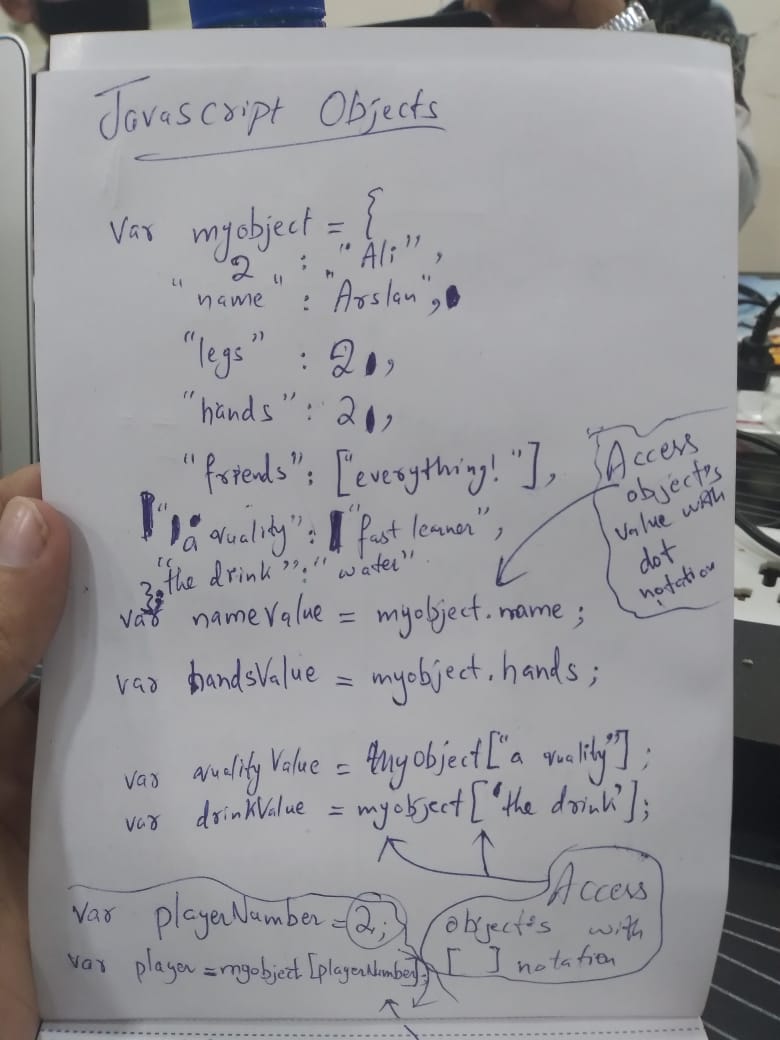 Javascript Objects
Var myobject = {
2 : "Ali",
"name" : "Arslan",
"legs" : 2,
"hands" : 2,
"friends" : ["everything!"],
"a quality" : "fast learner",
"the drink" : "water"
};
var nameValue = myobject.name;
var handsValue = myobject.hands;
Access
object's
value with
dot
notation
var qualityValue = myobject["a quality"];
var drinkValue = myobject['the drink'];
Access
object's with
[ ] notation
Var playerNumber = 2;
var player = myobject[playerNumber];